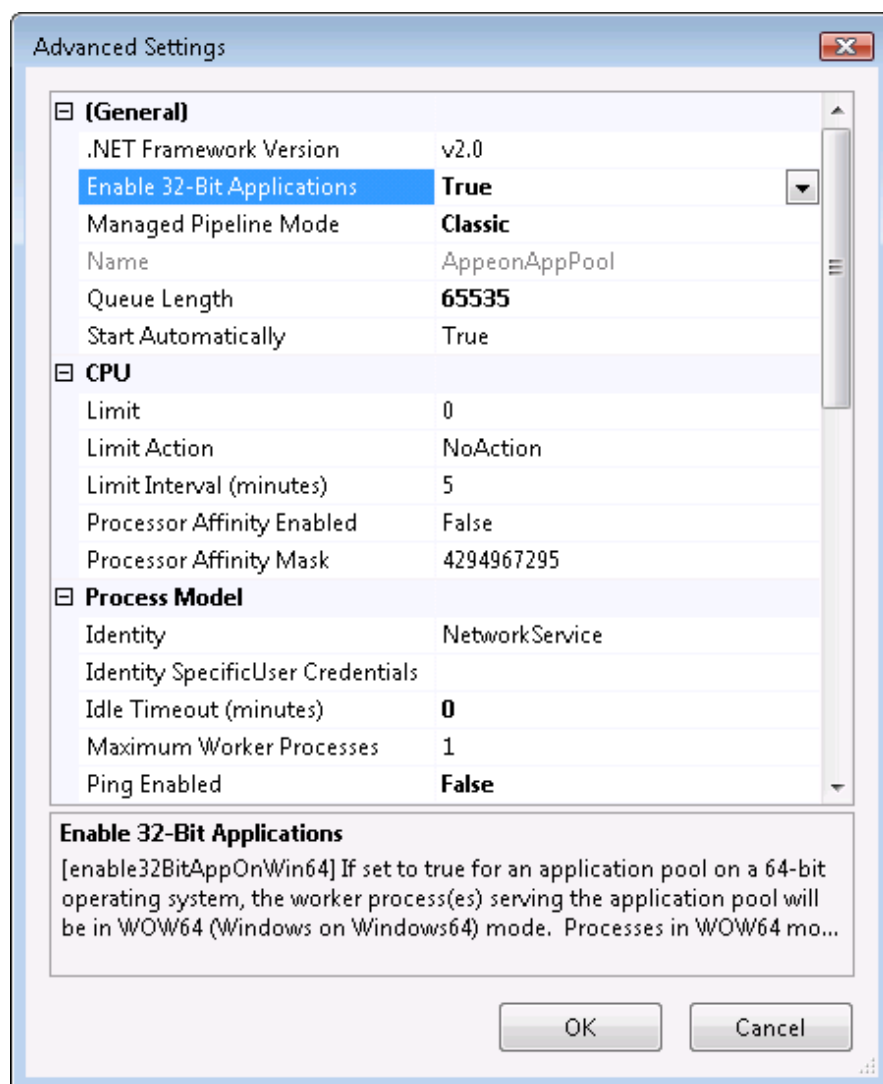 Advanced Settings
(General)
.NET Framework Version v2.0
Enable 32-Bit Applications True
Managed Pipeline Mode Classic
Name AppeonAppPool
Queue Length 65535
Start Automatically True
CPU
Limit 0
Limit Action NoAction
Limit Interval (minutes) 5
Processor Affinity Enabled False
Processor Affinity Mask 4294967295
Process Model
Identity NetworkService
Identity SpecificUser Credentials
Idle Timeout (minutes) 0
Maximum Worker Processes 1
Ping Enabled False
Enable 32-Bit Applications
[enable32BitAppOnWin64] If set to true for an application pool on a 64-bit
operating system, the worker process(es) serving the application pool will
be in WOW64 (Windows on Windows64) mode.  Processes in WOW64 mo...
OK Cancel